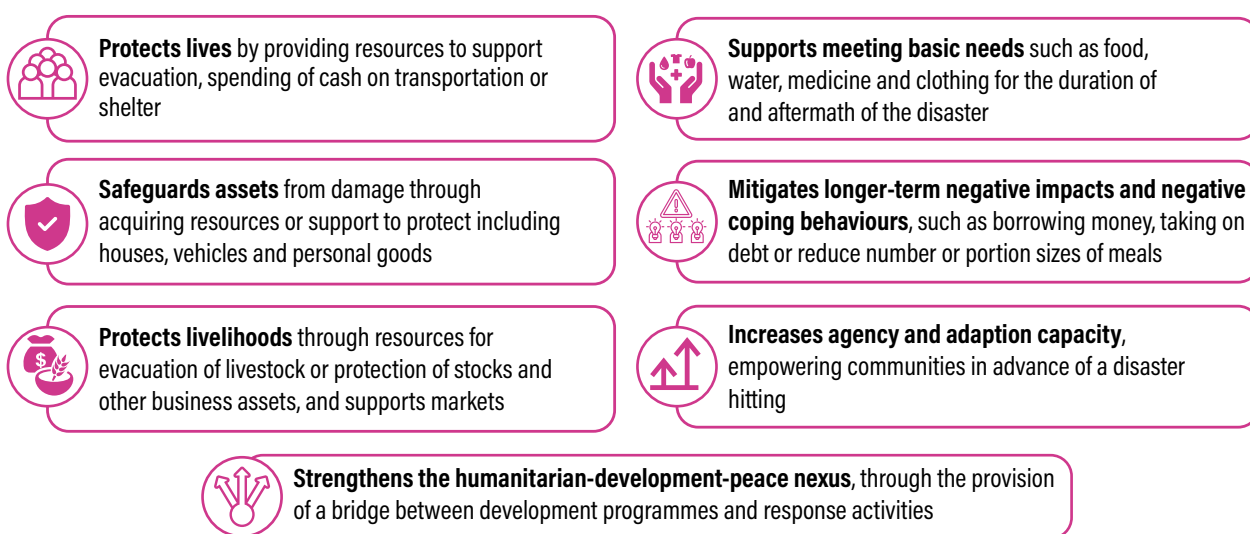 Protects lives by providing resources to support
evacuation, spending of cash on transportation or
shelter
Supports meeting basic needs such as food,
water, medicine and clothing for the duration of
and aftermath of the disaster
Safeguards assets from damage through
acquiring resources or support to protect including
houses, vehicles and personal goods
Mitigates longer-term negative impacts and negative
coping behaviours, such as borrowing money, taking on
debt or reduce number or portion sizes of meals
$
Protects livelihoods through resources for
evacuation of livestock or protection of stocks and
other business assets, and supports markets
Increases agency and adaption capacity,
empowering communities in advance of a disaster
hitting
Strengthens the humanitarian-development-peace nexus, through the provision
of a bridge between development programmes and response activities